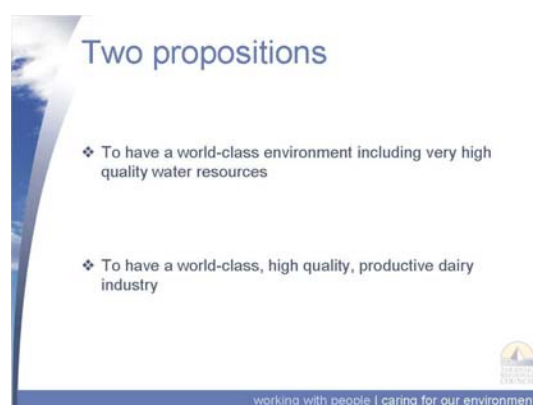 Two propositions
❖ To have a world-class environment including very high
quality water resources
❖ To have a world-class, high quality, productive dairy
industry
working with people | caring for our environment